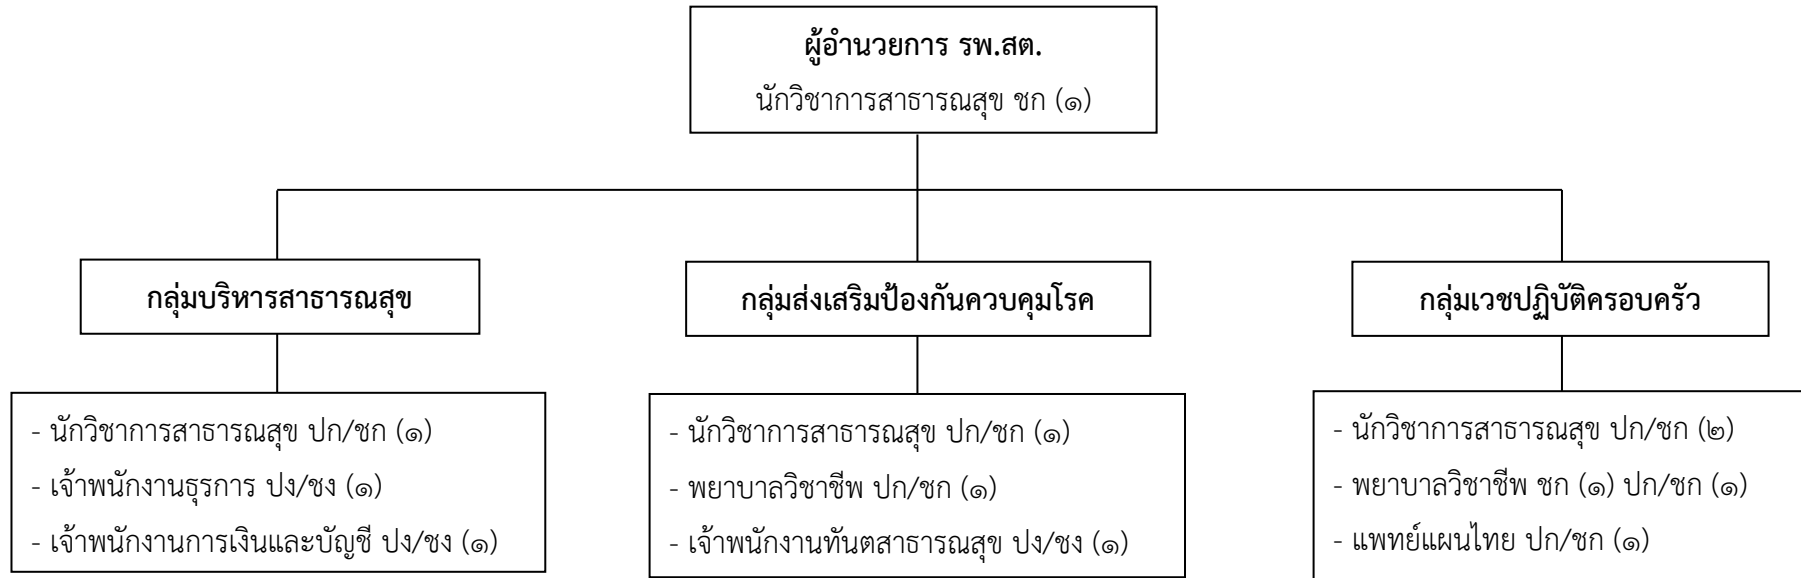 ผู้อำนวยการ รพ.สต.
นักวิชาการสาธารณสุข ชก (๑)
กลุ่มบริหารสาธารณสุข
- นักวิชาการสาธารณสุข ปก/ชก (๑)
- เจ้าพนักงานธุรการ ปง/ชง (๑)
- เจ้าพนักงานการเงินและบัญชี ปง/ชง (๑)
กลุ่มส่งเสริมป้องกันควบคุมโรค
- นักวิชาการสาธารณสุข ปก/ชก (๑)
- พยาบาลวิชาชีพ ปก/ชก (๑)
- เจ้าพนักงานทันตสาธารณสุข ปง/ชง (๑)
กลุ่มเวชปฏิบัติครอบครัว
- นักวิชาการสาธารณสุข ปก/ชก (๒)
- พยาบาลวิชาชีพ ชก (๑) ปก/ชก (๑)
- แพทย์แผนไทย ปก/ชก (๑)